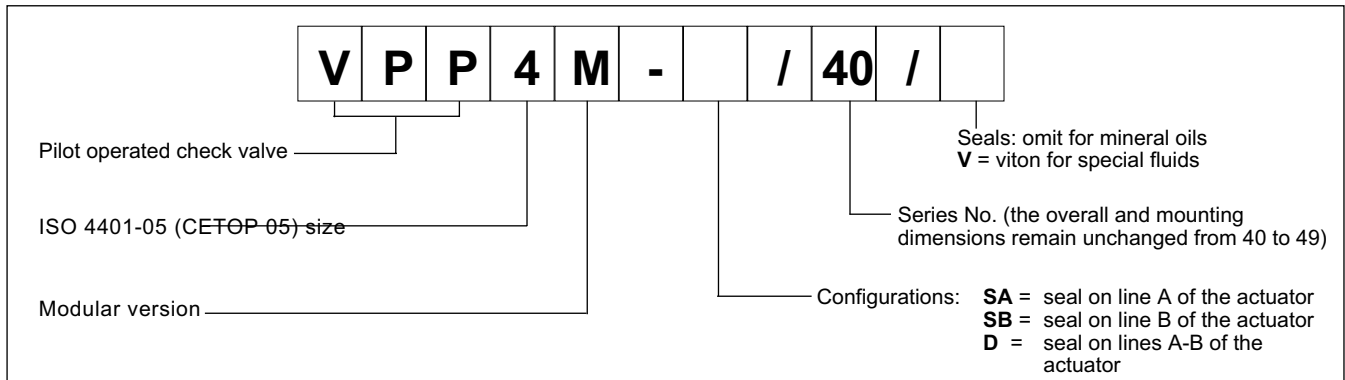 V P P 4 M - / 40 /
Pilot operated check valve
ISO 4401-05 (CETOP 05) size
Modular version
Seals: omit for mineral oils
V = viton for special fluids
Series No. (the overall and mounting
dimensions remain unchanged from 40 to 49)
Configurations: SA = seal on line A of the actuator
SB = seal on line B of the actuator
D = seal on lines A-B of the
actuator